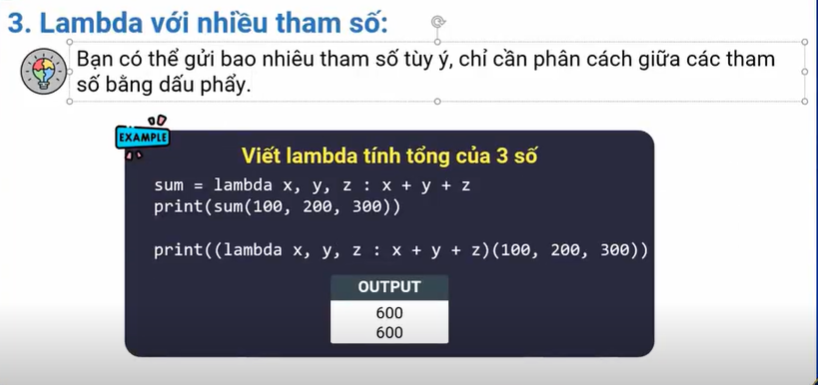 3. Lambda với nhiều tham số:
Bạn có thể gửi bao nhiêu tham số tùy ý, chỉ cần phân cách giữa các tham
số bằng dấu phẩy.
EXAMPLE
Viết lambda tính tổng của 3 số
sum = lambda x, y, z : x + y + z
print(sum(100, 200, 300))
print((lambda x, y, z : x + y + z)(100, 200, 300))
OUTPUT
600
600